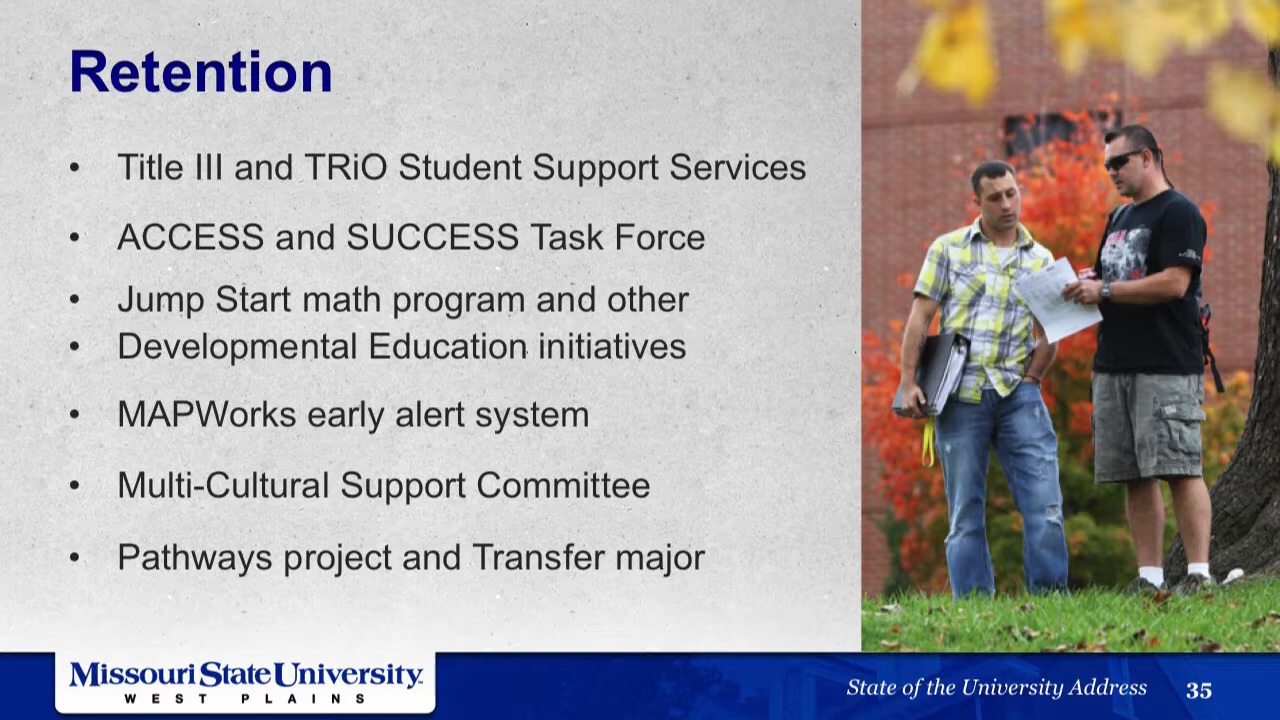 Retention
• Title III and TRiO Student Support Services
• ACCESS and SUCCESS Task Force
• Jump Start math program and other
• Developmental Education initiatives
• MAPWorks early alert system
• Multi-Cultural Support Committee
• Pathways project and Transfer major
Missouri State University
WEST PLAINS
State of the University Address 35